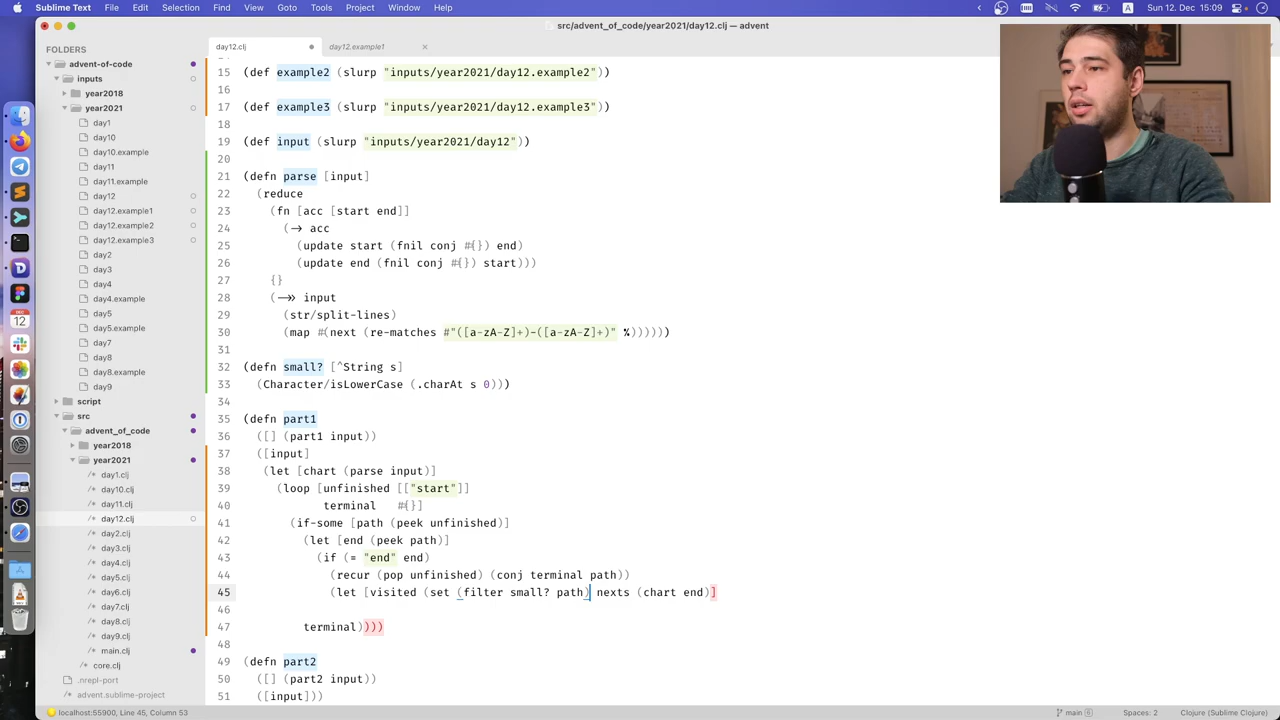 Sublime Text File Edit Selection Find View Goto Tools Project Window Help
src/advent_of_code/year2021/day12.clj — advent
FOLDERS
advent-of-code
inputs
year2018
year2021
day1
day10
day10.example
day11
day11.example
day12
day12.example1
day12.example2
day12.example3
day2
day3
day4
day4.example
day5
day5.example
day7
day8
day8.example
day9
script
src
advent_of_code
year2018
year2021
/* day1.clj
/* day10.clj
/* day11.clj
/* day12.clj
/* day2.clj
/* day3.clj
/* day4.clj
/* day5.clj
/* day6.clj
/* day7.clj
/* day8.clj
/* day9.clj
/* main.clj
/* core.clj
.nrepl-port
/* advent.sublime-project
day12.clj
day12.example1
15 (def example2 (slurp "inputs/year2021/day12.example2"))
16
17 (def example3 (slurp "inputs/year2021/day12.example3"))
18
19 (def input (slurp "inputs/year2021/day12"))
20
21 (defn parse [input]
22 (reduce
23 (fn [acc [start end]]
24 (-> acc
25 (update start (fnil conj #{}) end)
26 (update end (fnil conj #{}) start)))
27 {}
28 (->> input
29 (str/split-lines)
30 (map #(next (re-matches #"([a-zA-Z]+)-([a-zA-Z]+)" %))))))
31
32 (defn small? [^String s]
33 (Character/isLowerCase (.charAt s 0)))
34
35 (defn part1
36 ([] (part1 input))
37 ([input]
38 (let [chart (parse input)]
39 (loop [unfinished [["start"]]
40 terminal #{}]
41 (if-some [path (peek unfinished)]
42 (let [end (peek path)]
43 (if (= "end" end)
44 (recur (pop unfinished) (conj terminal path))
45 (let [visited (set (filter small? path) nexts (chart end)]
46
47 terminal))))
48
49 (defn part2
50 ([] (part2 input))
51 ([input]))
DEC
12
localhost:55900, Line 45, Column 53
main 6
Spaces: 2
Clojure (Sublime Clojure)